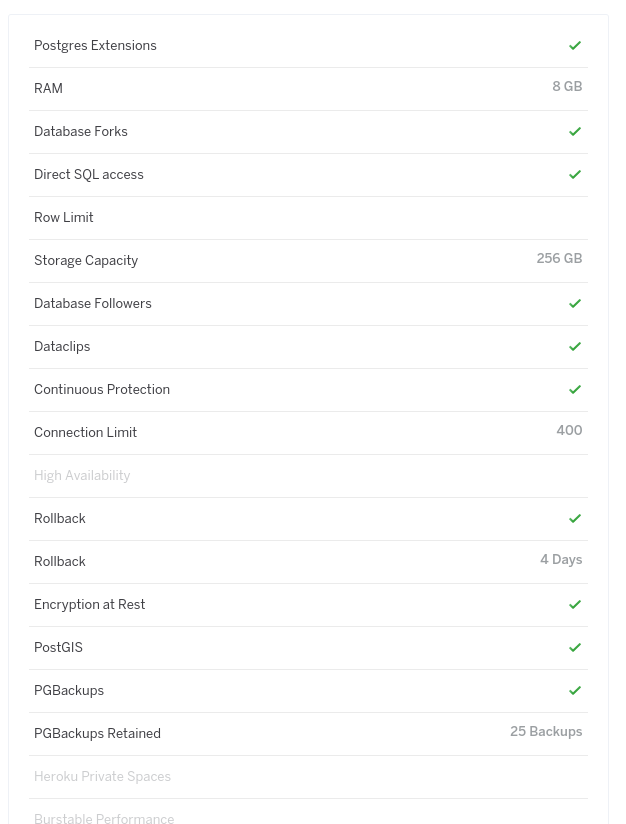 Postgres Extensions
RAM 8 GB
Database Forks
Direct SQL access
Row Limit
Storage Capacity 256 GB
Database Followers
Dataclips
Continuous Protection
Connection Limit 400
High Availability
Rollback
Rollback 4 Days
Encryption at Rest
PostGIS
PGBackups
PGBackups Retained 25 Backups
Heroku Private Spaces
Burstable Performance